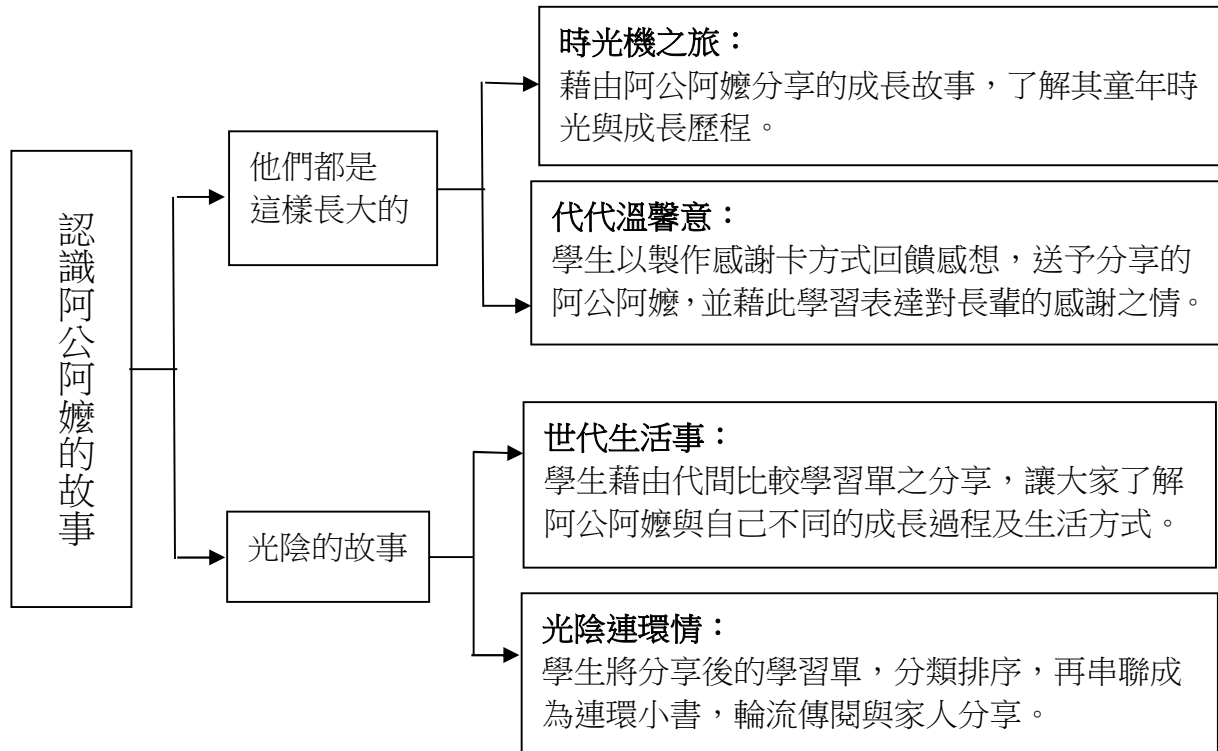 認識阿公阿嬤的故事
他們都是
這樣長大的
時光機之旅：
藉由阿公阿嬤分享的成長故事，了解其童年時
光與成長歷程。
代代溫馨意：
學生以製作感謝卡方式回饋感想，送予分享的
阿公阿嬤，並藉此學習表達對長輩的感謝之情。
光陰的故事
世代生活事：
學生藉由代間比較學習單之分享，讓大家了解
阿公阿嬤與自己不同的成長過程及生活方式。
光陰連環情：
學生將分享後的學習單，分類排序，再串聯成
為連環小書，輪流傳閱與家人分享。